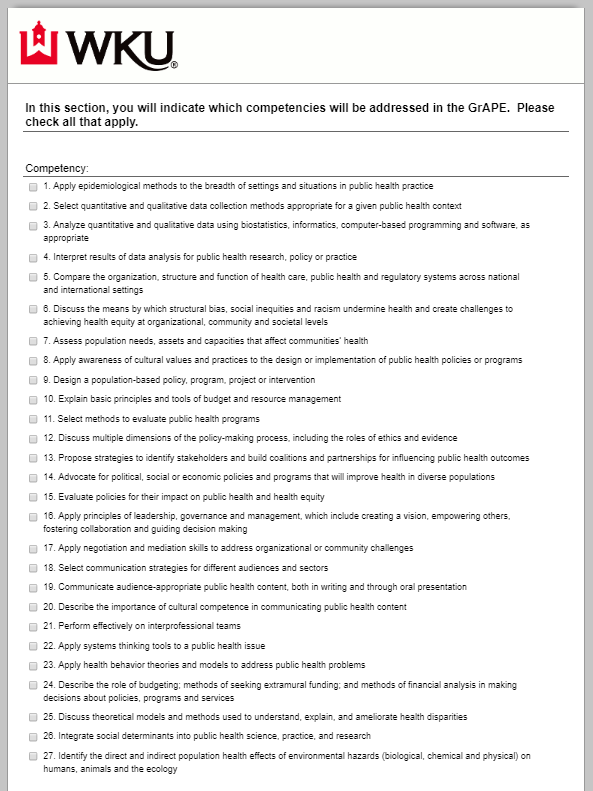 WKU®
In this section, you will indicate which competencies will be addressed in the GrAPE. Please
check all that apply.
Competency:
1. Apply epidemiological methods to the breadth of settings and situations in public health practice
2. Select quantitative and qualitative data collection methods appropriate for a given public health context
3. Analyze quantitative and qualitative data using biostatistics, informatics, computer-based programming and software, as
appropriate
4. Interpret results of data analysis for public health research, policy or practice
5. Compare the organization, structure and function of health care, public health and regulatory systems across national
and international settings
6. Discuss the means by which structural bias, social inequities and racism undermine health and create challenges to
achieving health equity at organizational, community and societal levels
7. Assess population needs, assets and capacities that affect communities' health
8. Apply awareness of cultural values and practices to the design or implementation of public health policies or programs
9. Design a population-based policy, program, project or intervention
10. Explain basic principles and tools of budget and resource management
11. Select methods to evaluate public health programs
12. Discuss multiple dimensions of the policy-making process, including the roles of ethics and evidence
13. Propose strategies to identify stakeholders and build coalitions and partnerships for influencing public health outcomes
14. Advocate for political, social or economic policies and programs that will improve health in diverse populations
15. Evaluate policies for their impact on public health and health equity
16. Apply principles of leadership, governance and management, which include creating a vision, empowering others,
fostering collaboration and guiding decision making
17. Apply negotiation and mediation skills to address organizational or community challenges
18. Select communication strategies for different audiences and sectors
19. Communicate audience-appropriate public health content, both in writing and through oral presentation
20. Describe the importance of cultural competence in communicating public health content
21. Perform effectively on interprofessional teams
22. Apply systems thinking tools to a public health issue
23. Apply health behavior theories and models to address public health problems
24. Describe the role of budgeting; methods of seeking extramural funding; and methods of financial analysis in making
decisions about policies, programs and services
25. Discuss theoretical models and methods used to understand, explain, and ameliorate health disparities
26. Integrate social determinants into public health science, practice, and research
27. Identify the direct and indirect population health effects of environmental hazards (biological, chemical and physical) on
humans, animals and the ecology